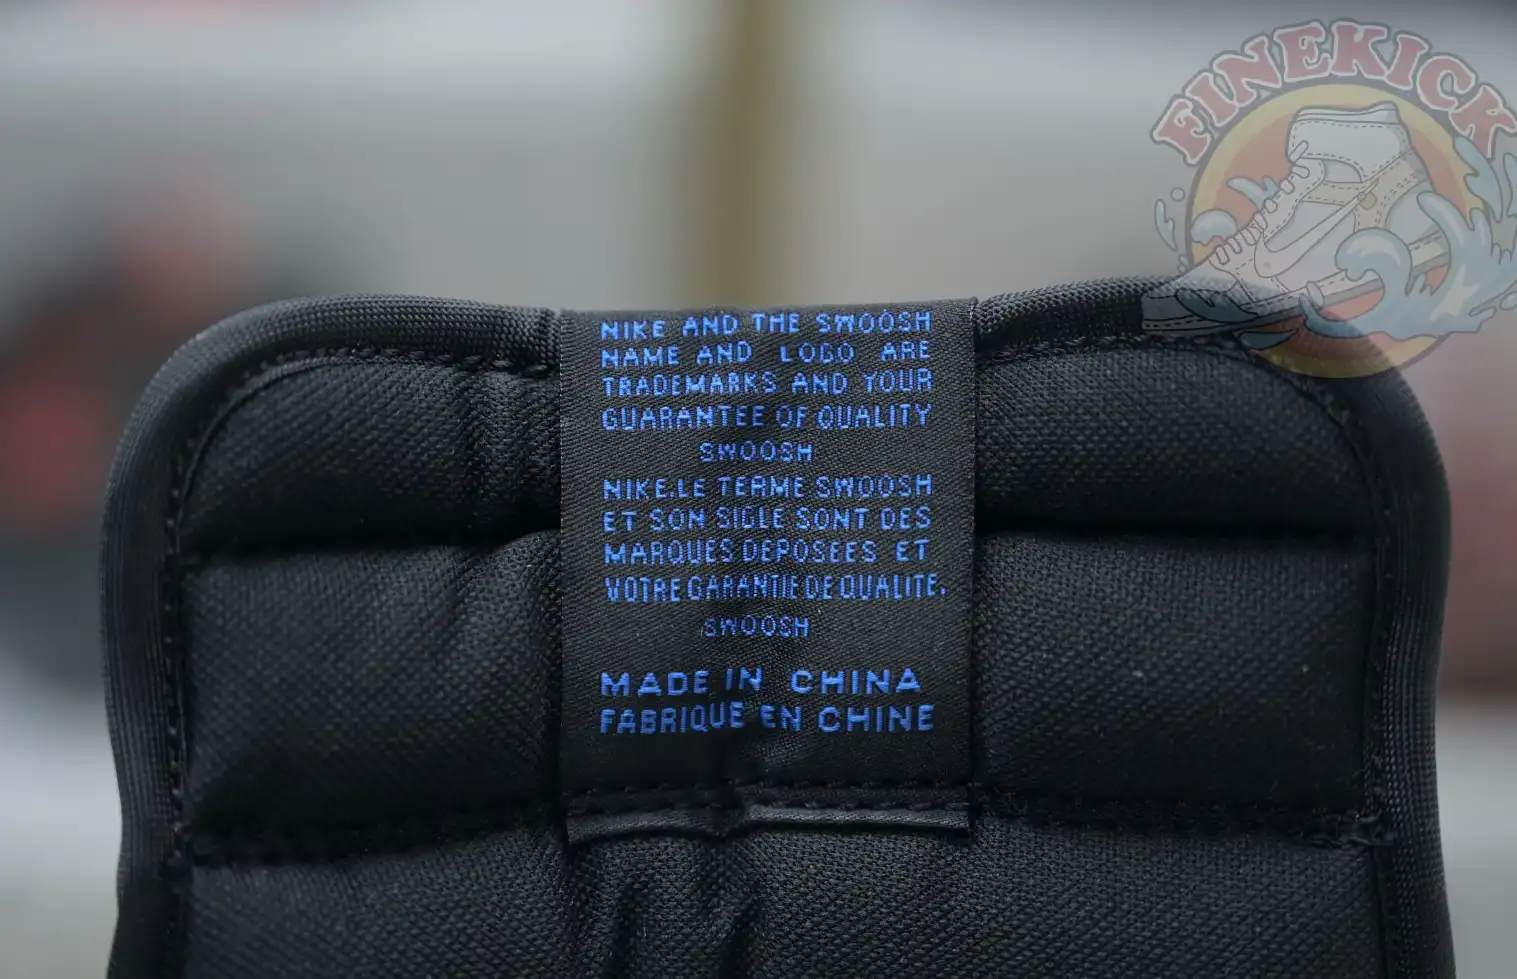 FINEKICK
NIKE AND THE SWOOSH
NAME AND LOGO ARE
TRADEMARKS AND YOUR
GUARANTEE OF QUALITY
SWOOSH
NIKE.LE TERME SWOOSH
ET SON SIGLE SONT DES
MARQUES DEPOSEES ET
VOTRE GARANTIE DE QUALITE.
SWOOSH
MADE IN CHINA
FABRIQUE EN CHINE